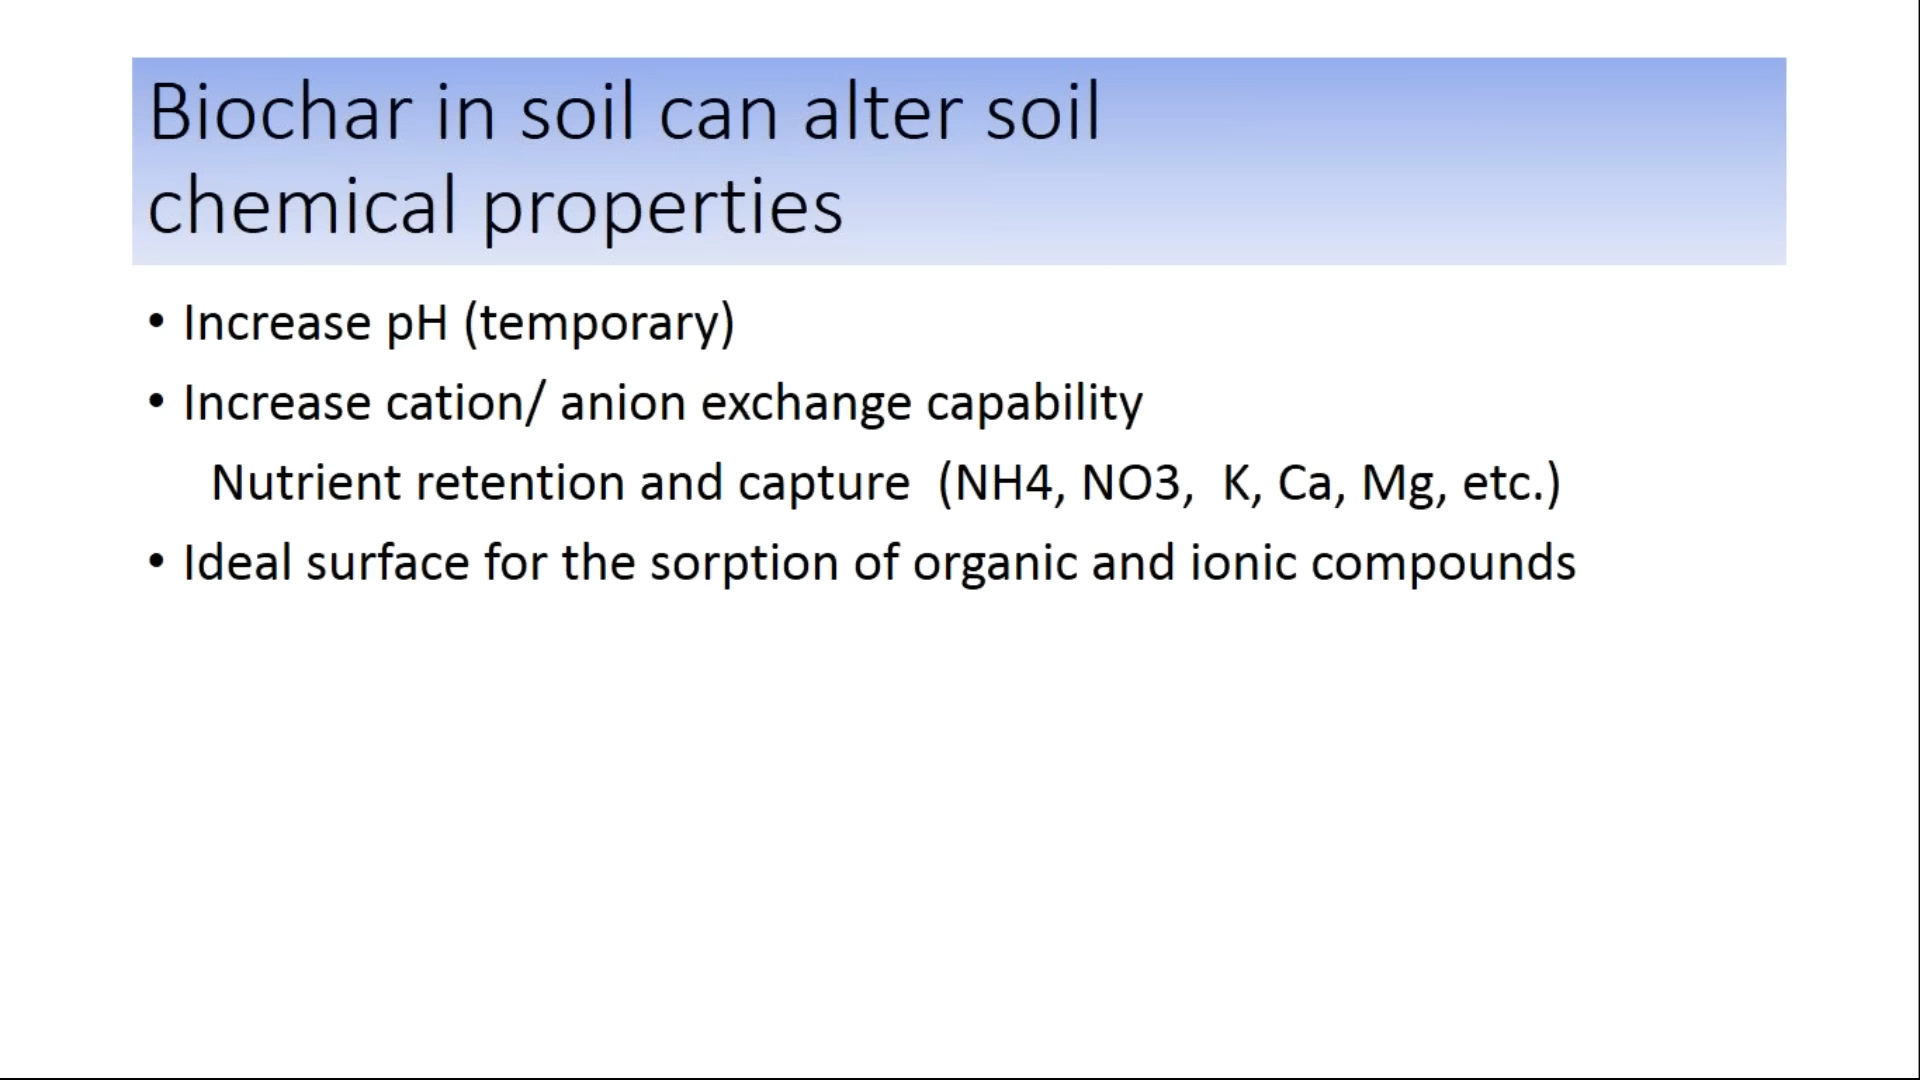 Biochar in soil can alter soil
chemical properties
• Increase pH (temporary)
• Increase cation/ anion exchange capability
Nutrient retention and capture  (NH4, NO3,  K, Ca, Mg, etc.)
• Ideal surface for the sorption of organic and ionic compounds